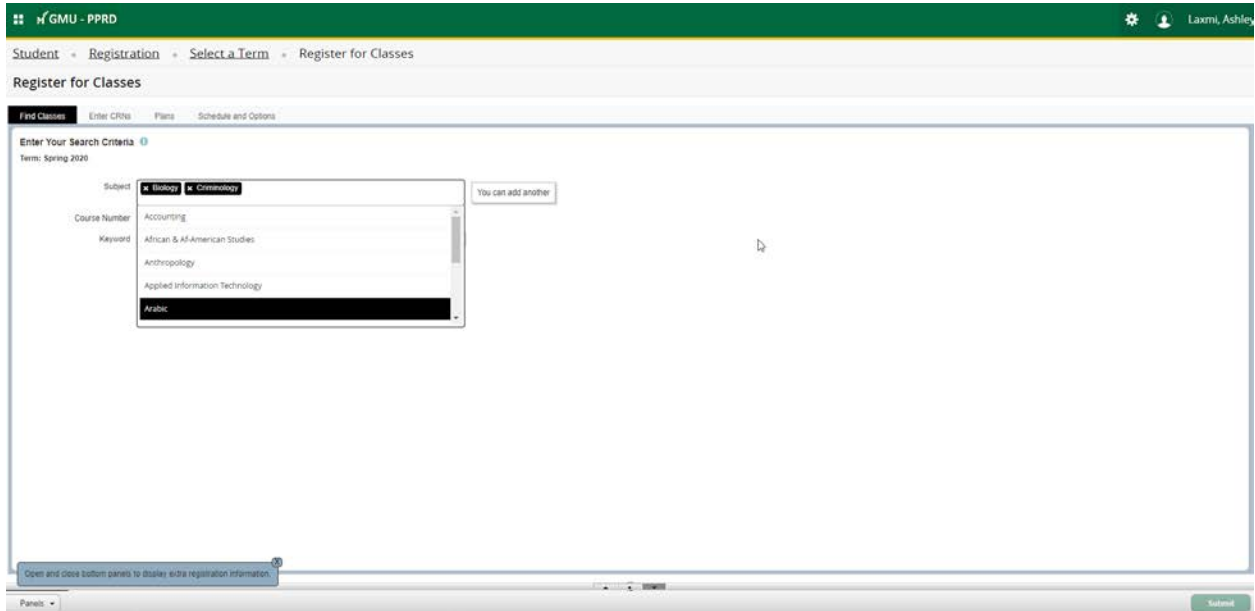 GMU - PPRD
Laxmi, Ashley
Student • Registration • Select a Term • Register for Classes
Register for Classes
Find Classes Enter CRNs Plans Schedule and Options
Enter Your Search Criteria
Term: Spring 2020
Subject
× Biology × Criminology
You can add another
Course Number
Keyword
Accounting
African & Af-American Studies
Anthropology
Applied Information Technology
Arabic
Open and close bottom panels to display extra registration information.
Panels
Submit